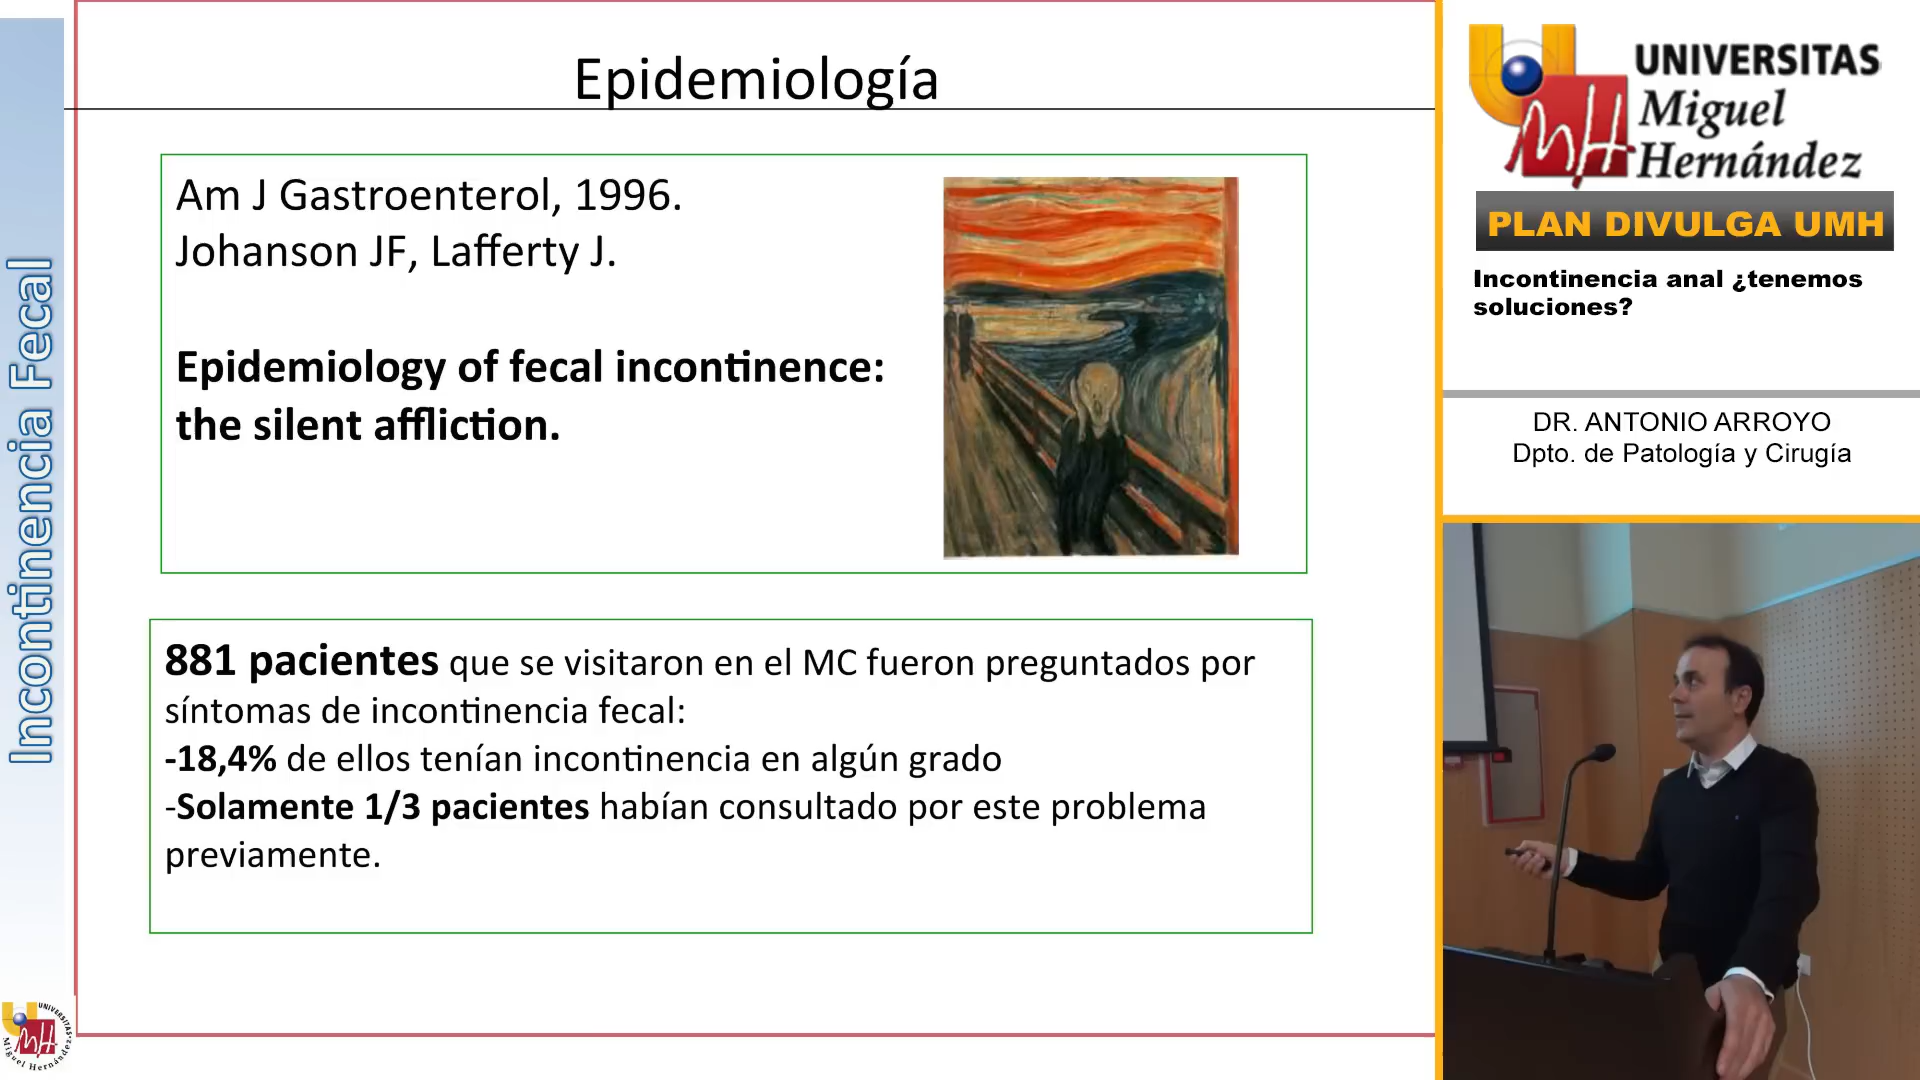 Epidemiología
Am J Gastroenterol, 1996.
Johanson JF, Lafferty J.
Epidemiology of fecal incontinence:
the silent affliction.
881 pacientes que se visitaron en el MC fueron preguntados por
síntomas de incontinencia fecal:
-18,4% de ellos tenían incontinencia en algún grado
-Solamente 1/3 pacientes habían consultado por este problema
previamente.
Incontinencia Fecal
UNIVERSITAS
Miguel Hernández
UNIVERSITAS
Miguel
Hernández
PLAN DIVULGA UMH
Incontinencia anal ¿tenemos
soluciones?
DR. ANTONIO ARROYO
Dpto. de Patología y Cirugía